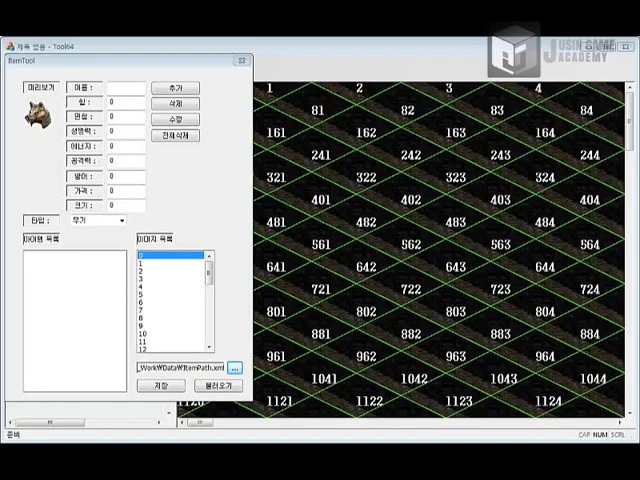 JUSIN GAME
ACADEMY
제목 없음 - Tool64
ItemTool
미리보기
이름 :
추가
힘 :
0
삭제
민첩 :
0
수정
생명력 :
0
에너지 :
0
전체삭제
공격력 :
0
방어 :
0
가격 :
0
크기 :
0
타입 :
무기
아이템 목록
이미지 목록
0
1
2
3
4
5
6
7
8
9
10
11
12
_Work\Data\ItemPath.xml
...
저장
불러오기
1 2 3 4
81 82 83 84
161 162 163 164
241 242 243 244
321 322 323 324
401 402 403 404
481 482 483 484
561 562 563 564
641 642 643 644
721 722 723 724
801 802 803 804
881 882 883 884
961 962 963 964
1041 1042 1043 1044
1120 1121 1122 1123 1124
준비
CAP NUM SCRL